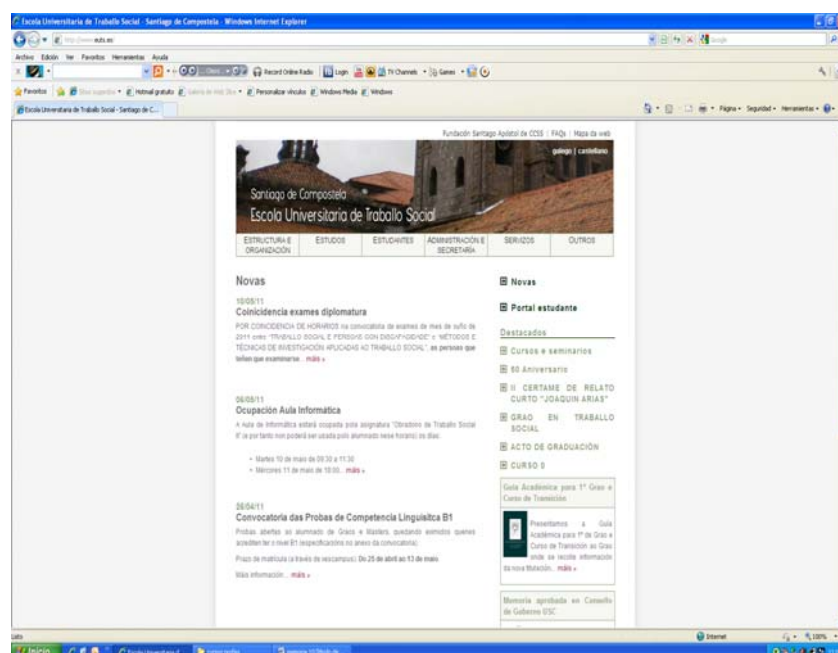 Escola Universitaria de Traballo Social - Santiago de Compostela - Windows Internet Explorer
Archivo Edición Ver Favoritos Herramientas Ayuda
Record Online Radio Login TV Channels Games
Favoritos Hotmail gratuito Personalizar vínculos Windows Media Windows
Escola Universitaria de Traballo Social - Santiago de C...
Página Seguridad Herramientas
Fundación Santiago Apóstol de CCSS | FAQs | Mapa da web
galego | castellano
Santiago de Compostela
Escola Universitaria de Traballo Social
ESTRUCTURA E ORGANIZACIÓN
ESTUDOS
ESTUDANTES
ADMINISTRACIÓN E SECRETARÍA
SERVIZOS
OUTROS
Novas
10/05/11
Coinicidencia exames diplomatura
POR COINCIDENCIA DE HORARIOS na convocatoria de exames do mes de
2011 entre "TRABALLO SOCIAL E PERSOAS CON DISCAPACIDADE" e "MÉTODOS E
TÉCNICAS DE INVESTIGACIÓN APLICADAS AO TRABALLO SOCIAL", as persoas que
teñan que examinarse... máis »
06/05/11
Ocupación Aula Informática
A Aula de Informática estará ocupada pola asignatura "Obradoiro de Traballo Social
II" (e por tanto non poderá ser usada polo alumnado nese horario) os días:
• Martes 10 de maio de 09:30 a 11:30
• Mércores 11 de maio de 18:00... máis »
28/04/11
Convocatoria das Probas de Competencia Linguisitca B1
Probas abertas ao alumnado de Graos e Masters, quedando eximidos quenes
acrediten ter o nivel B1 (especificacións no anexo da convocatoria)
Prazo de matrícula (a través de uescampus): Do 25 de abril ao 13 de maio.
Máis información... máis »
Novas
Portal estudante
Destacados
Cursos e seminarios
50 Aniversario
II CERTAME DE RELATO
CURTO "JOAQUIN ARIAS"
GRAO EN TRABALLO
SOCIAL
ACTO DE GRADUACIÓN
CURSO 0
Guía Académica para 1º Grao e
Curso de Transición
Presentamos a Guía
Académica para 1º de Grao e
Curso de Transición ao Grao
onde se recolle información
da nova titulación... máis »
Memoria aprobada en Consello
de Goberno USC
Listo
Internet
100%
Inicio